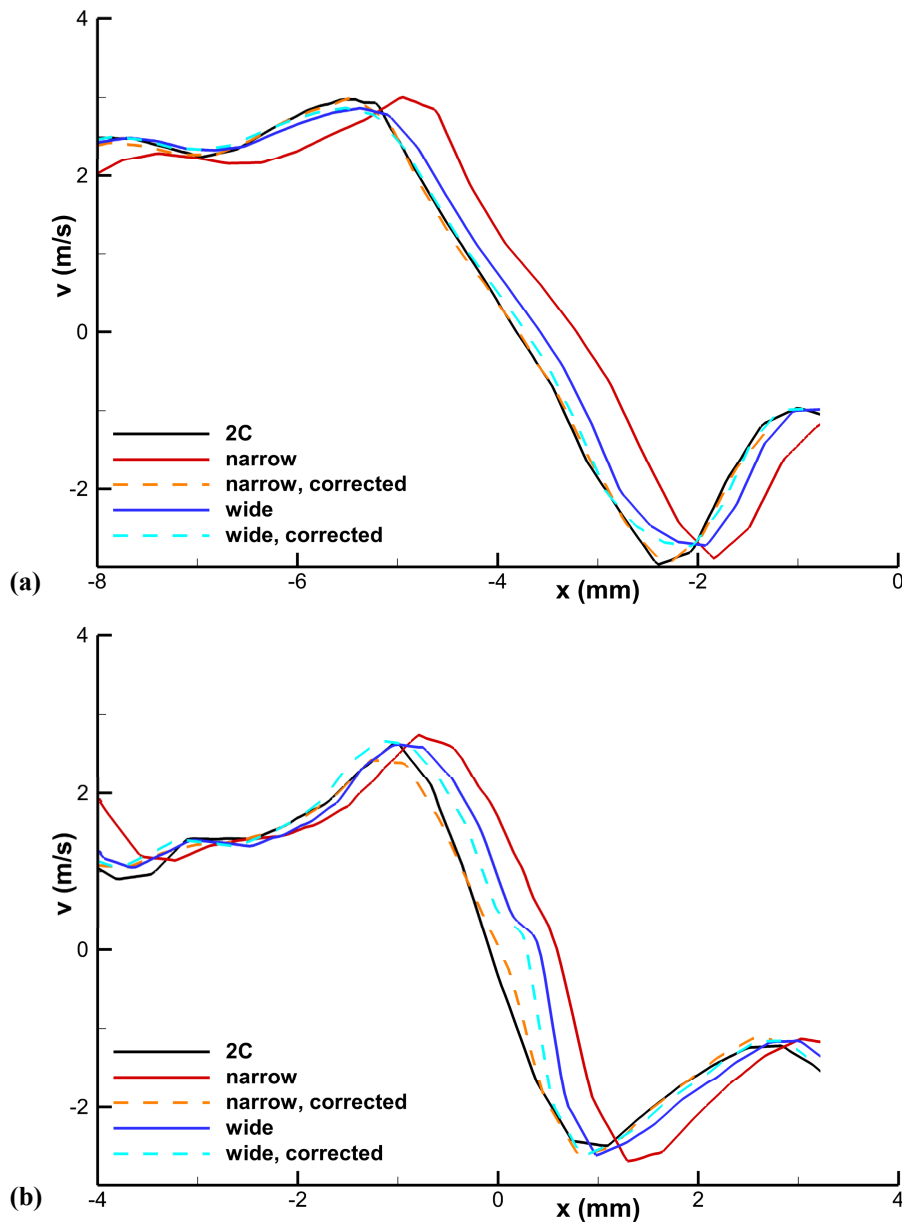 4
2
0
-2
v (m/s)
2C
narrow
narrow, corrected
wide
wide, corrected
-8
-6
-4
-2
0
x (mm)
(a)
4
2
0
-2
v (m/s)
2C
narrow
narrow, corrected
wide
wide, corrected
-4
-2
0
2
4
x (mm)
(b)